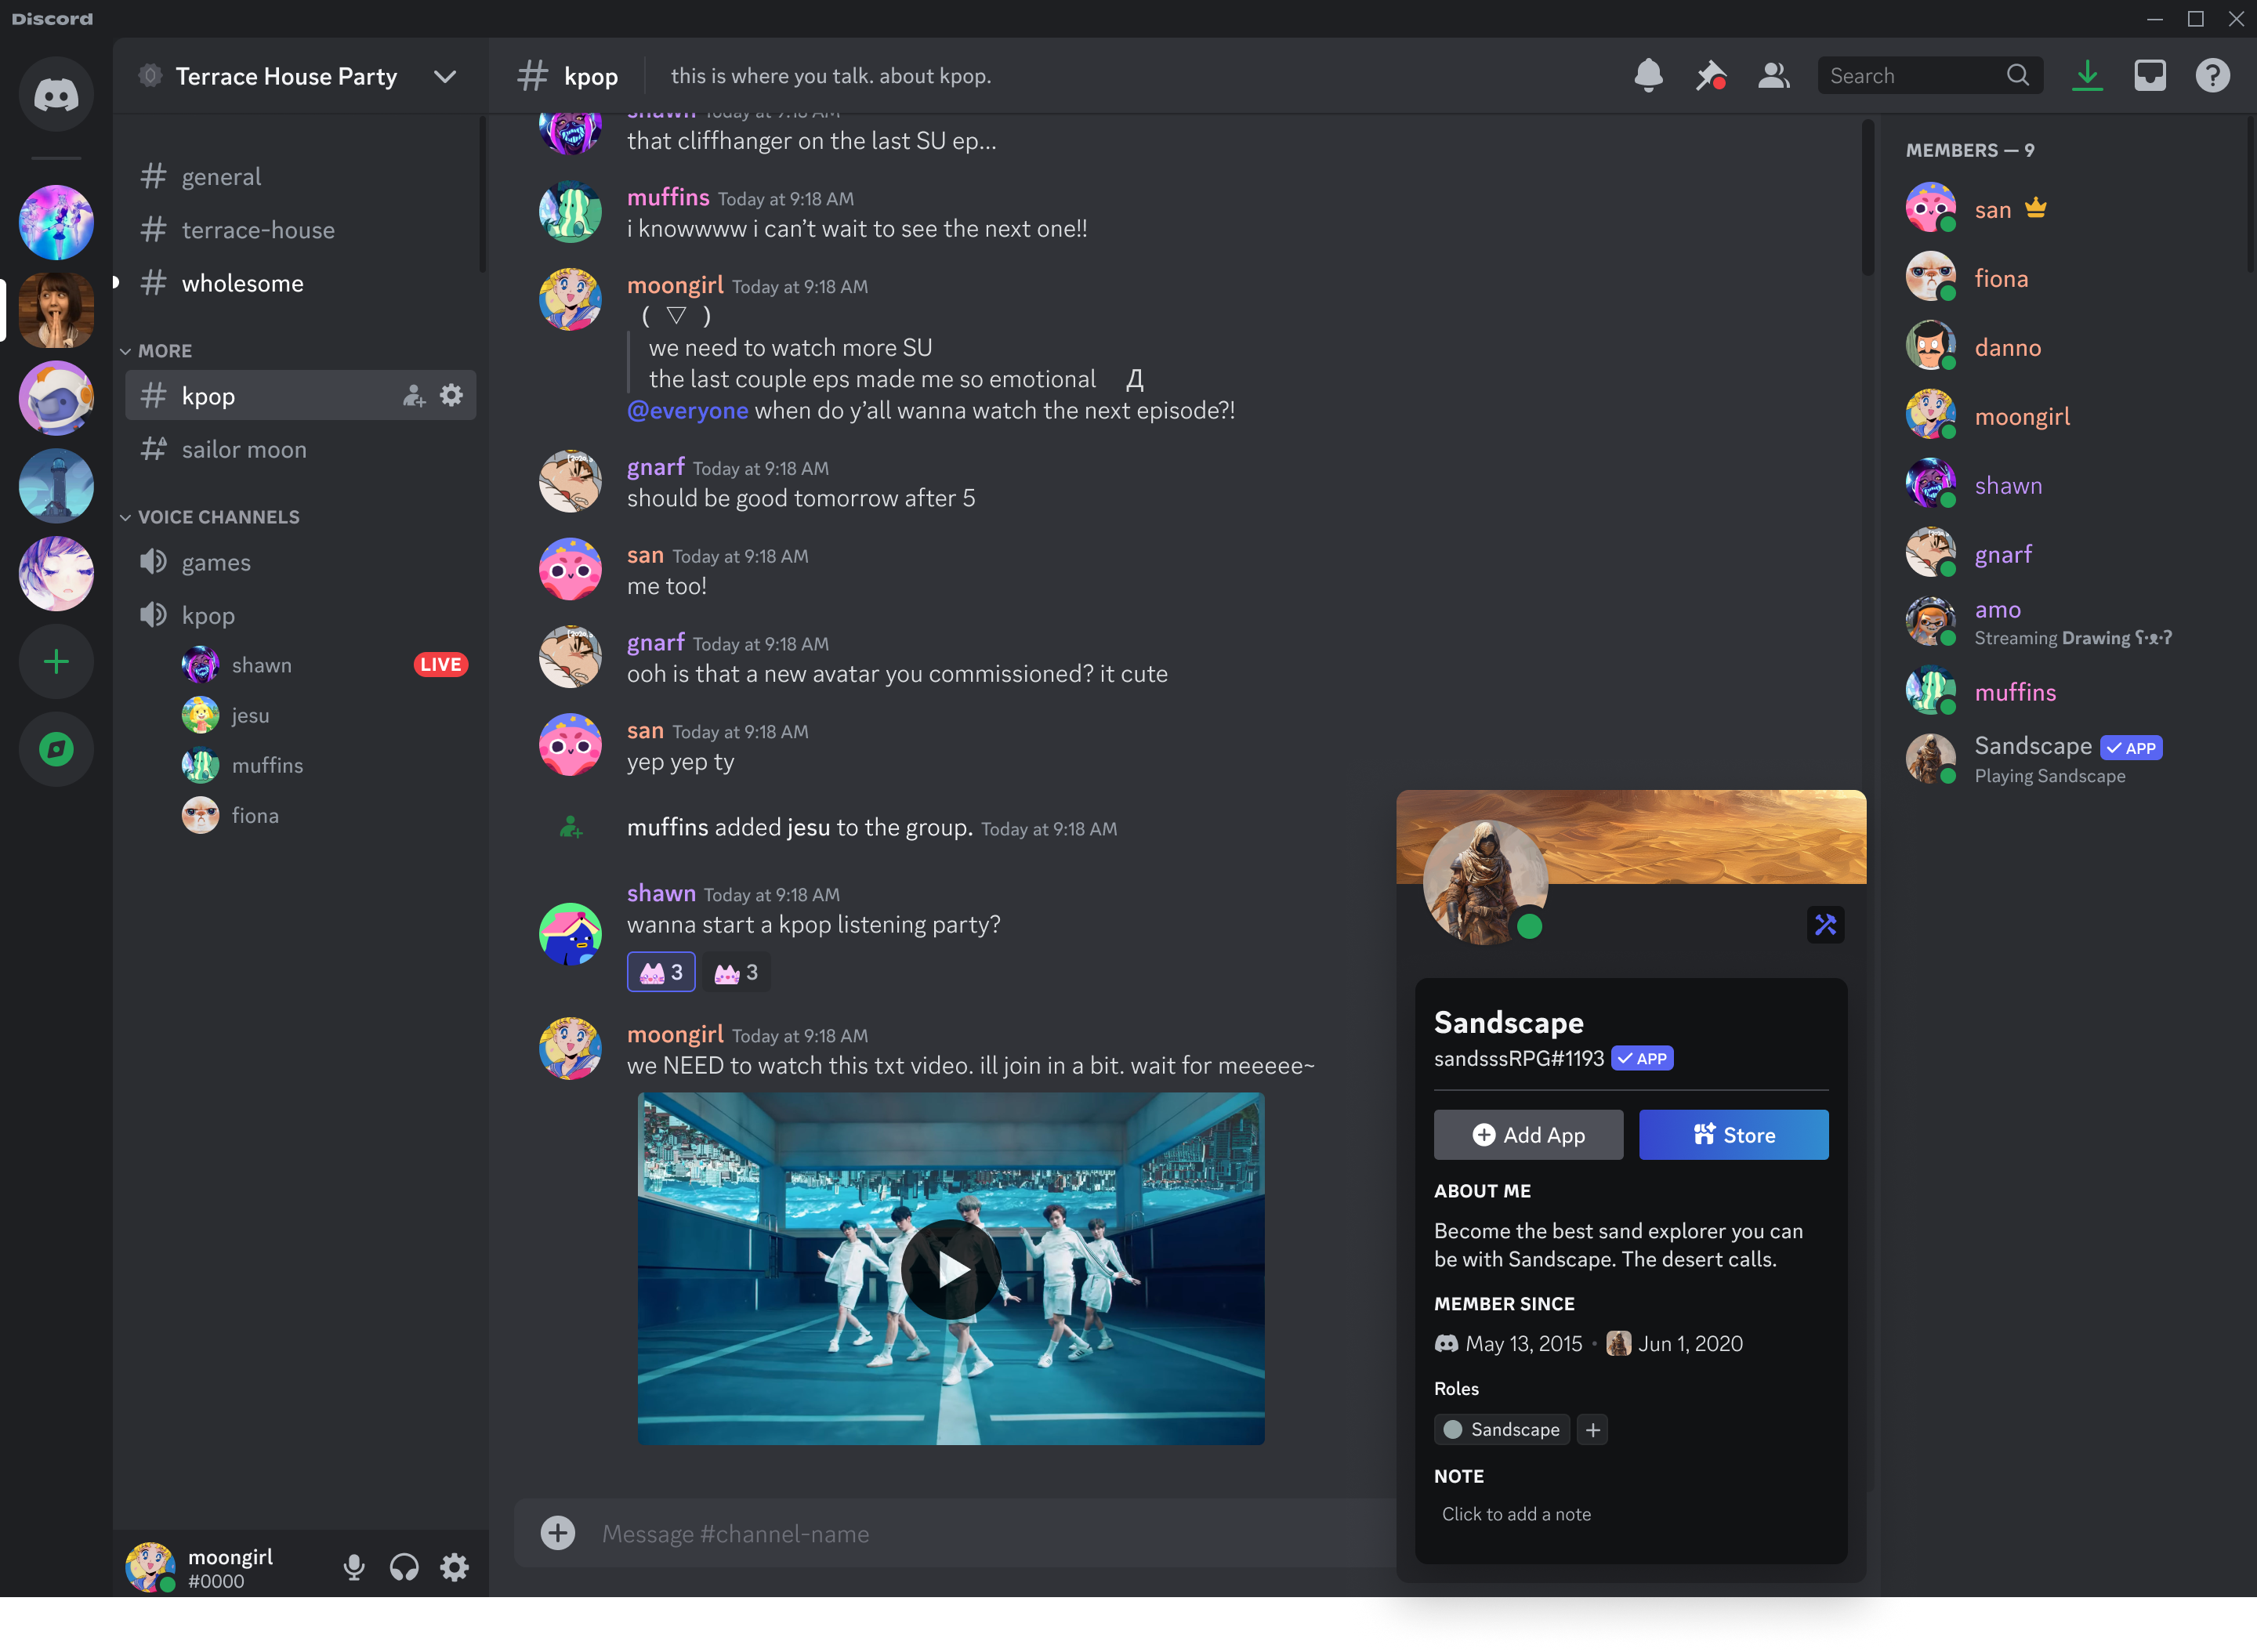 Discord
Terrace House Party
general
terrace-house
wholesome
MORE
kpop
sailor moon
VOICE CHANNELS
games
kpop
shawn LIVE
jesu
muffins
fiona
moongirl
#0000
kpop this is where you talk. about kpop.
Search
shawn Today at 9:18 AM
that cliffhanger on the last SU ep...
muffins Today at 9:18 AM
i knowwww i can’t wait to see the next one!!
moongirl Today at 9:18 AM
( ▽ )
we need to watch more SU
the last couple eps made me so emotional Д
@everyone when do y’all wanna watch the next episode?!
gnarf Today at 9:18 AM
should be good tomorrow after 5
san Today at 9:18 AM
me too!
gnarf Today at 9:18 AM
ooh is that a new avatar you commissioned? it cute
san Today at 9:18 AM
yep yep ty
muffins added jesu to the group. Today at 9:18 AM
shawn Today at 9:18 AM
wanna start a kpop listening party?
3 3
moongirl Today at 9:18 AM
we NEED to watch this txt video. ill join in a bit. wait for meeeee~
Message #channel-name
MEMBERS — 9
san
fiona
danno
moongirl
shawn
gnarf
amo
Streaming Drawing ʕ·ᴥ·ʔ
muffins
Sandscape APP
Playing Sandscape
Sandscape
sandsssRPG#1193 APP
Add App Store
ABOUT ME
Become the best sand explorer you can
be with Sandscape. The desert calls.
MEMBER SINCE
May 13, 2015 • Jun 1, 2020
Roles
Sandscape +
NOTE
Click to add a note